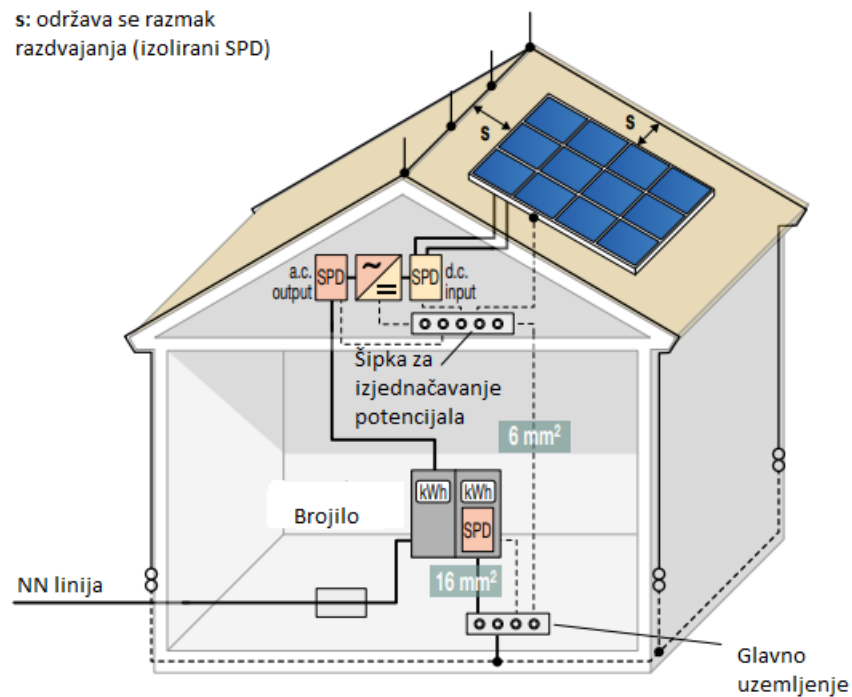 s: održava se razmak
razdvajanja (izolirani SPD)
s
s
a.c.
output
SPD
SPD
d.c.
input
Šipka za
izjednačavanje
potencijala
6 mm²
kWh
kWh
Brojilo
SPD
NN linija
16 mm²
Glavno
uzemljenje